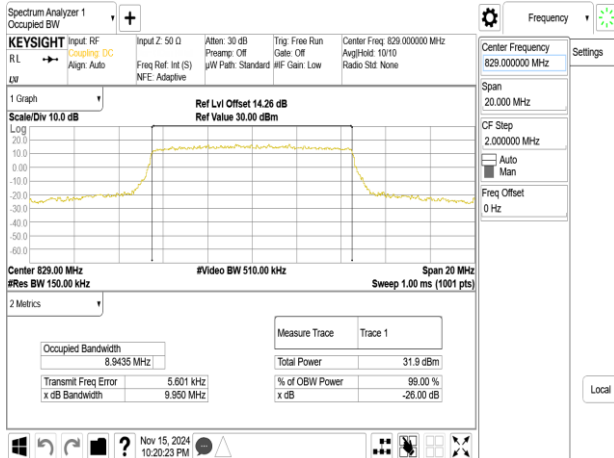 Spectrum Analyzer 1
Occupied BW
Frequency
KEYSIGHT
R L
LXI
Input: RF
Coupling: DC
Align: Auto
Input Z: 50 Ω
Freq Ref: Int (S)
NFE: Adaptive
Atten: 30 dB
Preamp: Off
µW Path: Standard
Trig: Free Run
Gate: Off
#IF Gain: Low
Center Freq: 829.000000 MHz
Avg|Hold: 10/10
Radio Std: None
Center Frequency
829.000000 MHz
Settings
Span
20.000 MHz
CF Step
2.000000 MHz
Auto
Man
Freq Offset
0 Hz
Local
1 Graph
Scale/Div 10.0 dB
Ref Lvl Offset 14.26 dB
Ref Value 30.00 dBm
Log
20.0
10.0
0.00
-10.0
-20.0
-30.0
-40.0
-50.0
-60.0
Center 829.00 MHz
#Video BW 510.00 kHz
Span 20 MHz
#Res BW 150.00 kHz
Sweep 1.00 ms (1001 pts)
2 Metrics
Occupied Bandwidth
8.9435 MHz
Transmit Freq Error 5.601 kHz
x dB Bandwidth 9.950 MHz
Measure Trace Trace 1
Total Power 31.9 dBm
% of OBW Power 99.00 %
x dB -26.00 dB
?
Nov 15, 2024
10:20:23 PM